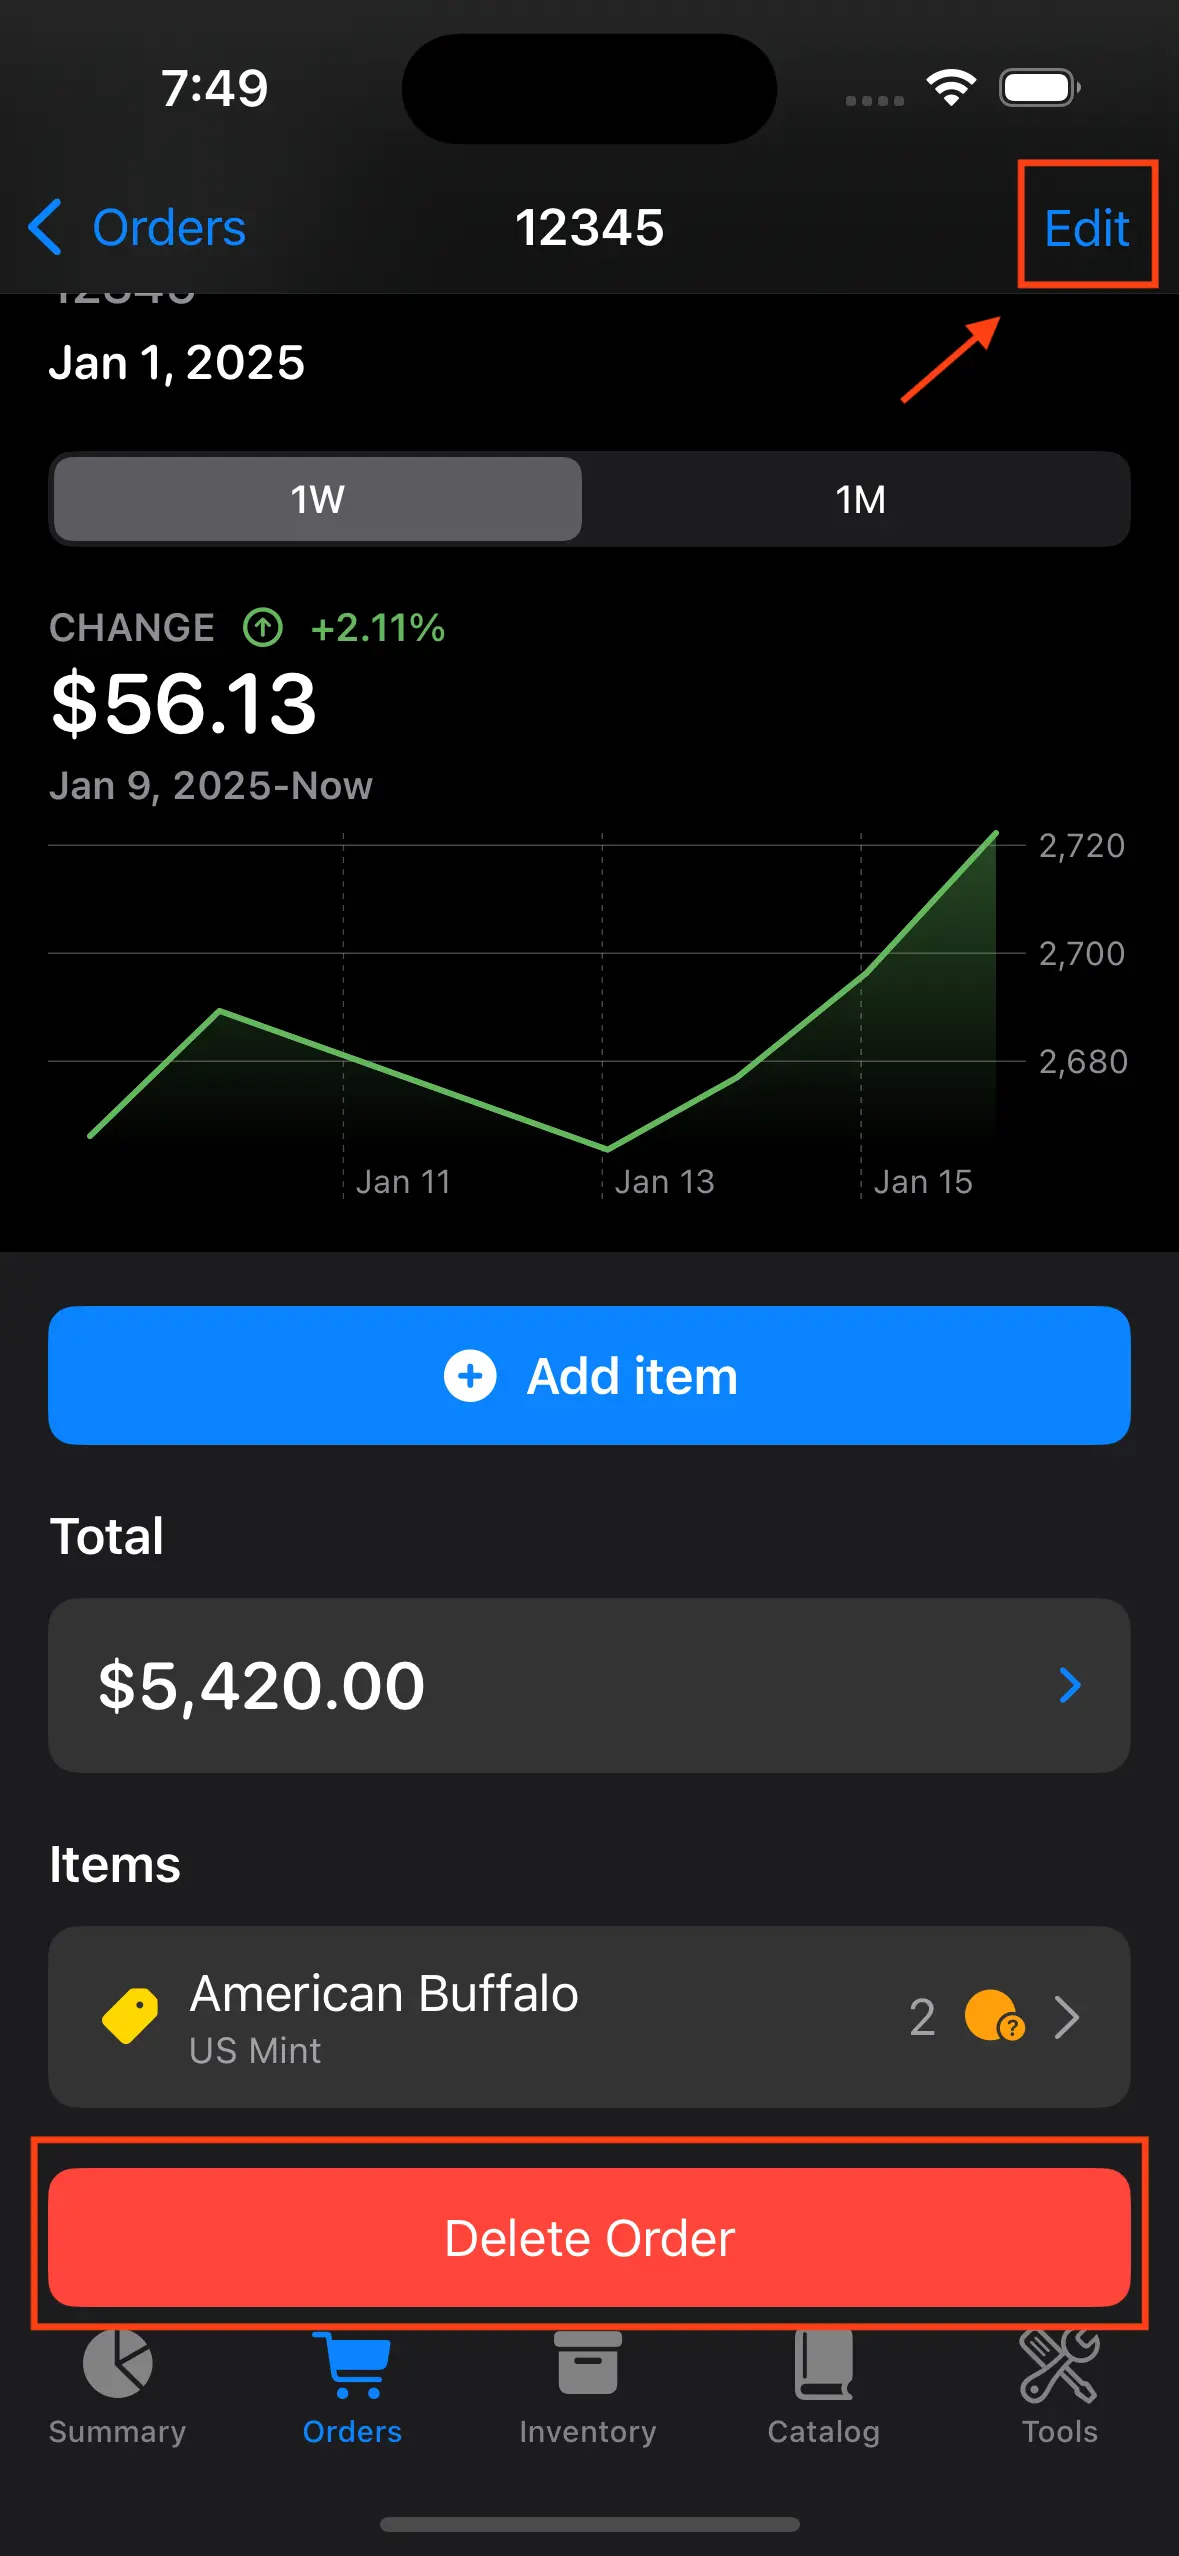 7:49
Orders
12345
Edit
12345
Jan 1, 2025
1W
1M
CHANGE +2.11%
$56.13
Jan 9, 2025-Now
2,720
2,700
2,680
Jan 11
Jan 13
Jan 15
Add item
Total
$5,420.00
Items
American Buffalo
US Mint
2
?
Delete Order
Summary
Orders
Inventory
Catalog
Tools